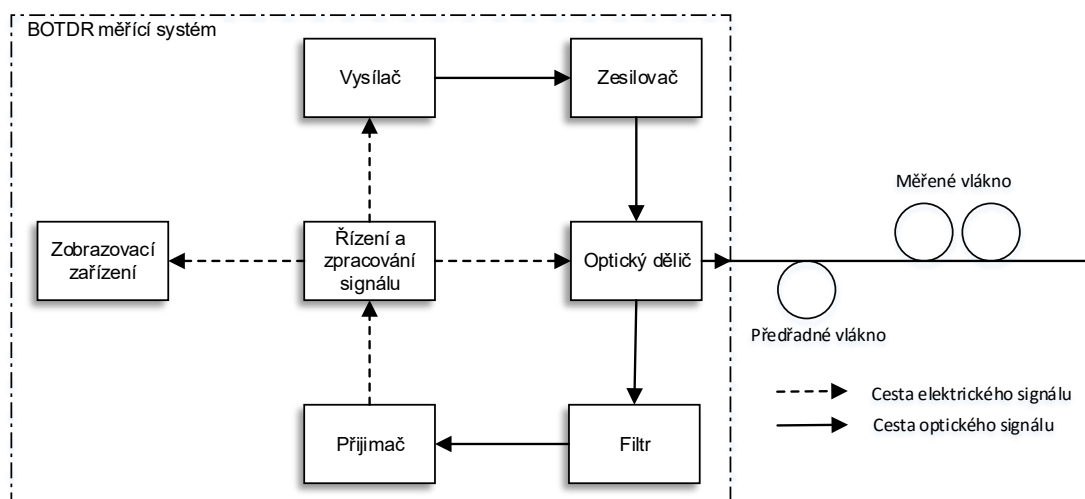 BOTDR měřící systém
Vysílač
Zesilovač
Měřené vlákno
Zobrazovací
zařízení
Řízení a
zpracování
signálu
Optický dělič
Předřadné vlákno
Cesta elektrického signálu
Cesta optického signálu
Přijimač
Filtr